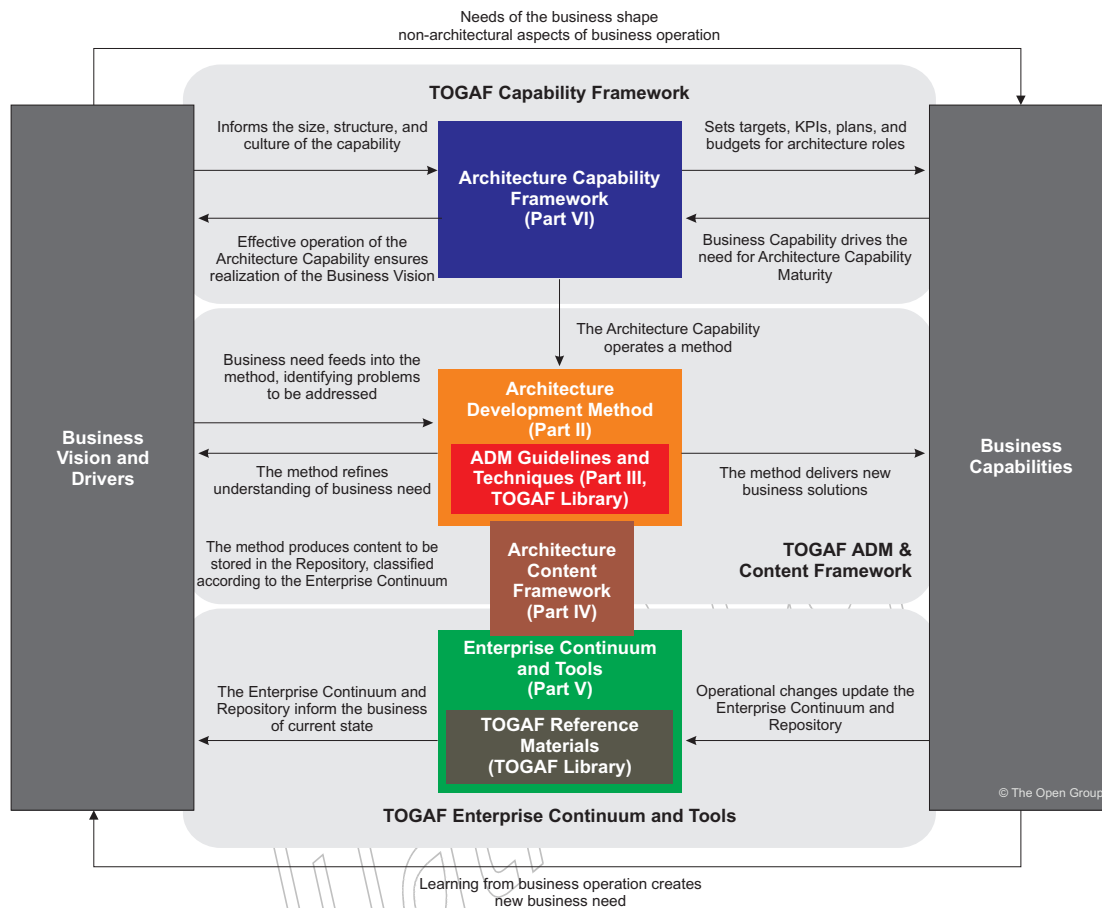 Needs of the business shape
non-architectural aspects of business operation
TOGAF Capability Framework
Informs the size, structure, and
culture of the capability
Architecture Capability
Framework
(Part VI)
Sets targets, KPIs, plans, and
budgets for architecture roles
Effective operation of the
Architecture Capability ensures
realization of the Business Vision
Business Capability drives the
need for Architecture Capability
Maturity
The Architecture Capability
operates a method
Business need feeds into the
method, identifying problems
to be addressed
Architecture
Development Method
(Part II)
ADM Guidelines and
Techniques (Part III,
TOGAF Library)
Business
Vision and
Drivers
Business
Capabilities
The method refines
understanding of business need
The method delivers new
business solutions
The method produces content to be
stored in the Repository, classified
according to the Enterprise Continuum
Architecture
Content
Framework
(Part IV)
TOGAF ADM &
Content Framework
Enterprise Continuum
and Tools
(Part V)
The Enterprise Continuum and
Repository inform the business
of current state
TOGAF Reference
Materials
(TOGAF Library)
Operational changes update the
Enterprise Continuum and
Repository
© The Open Group
TOGAF Enterprise Continuum and Tools
Learning from business operation creates
new business need